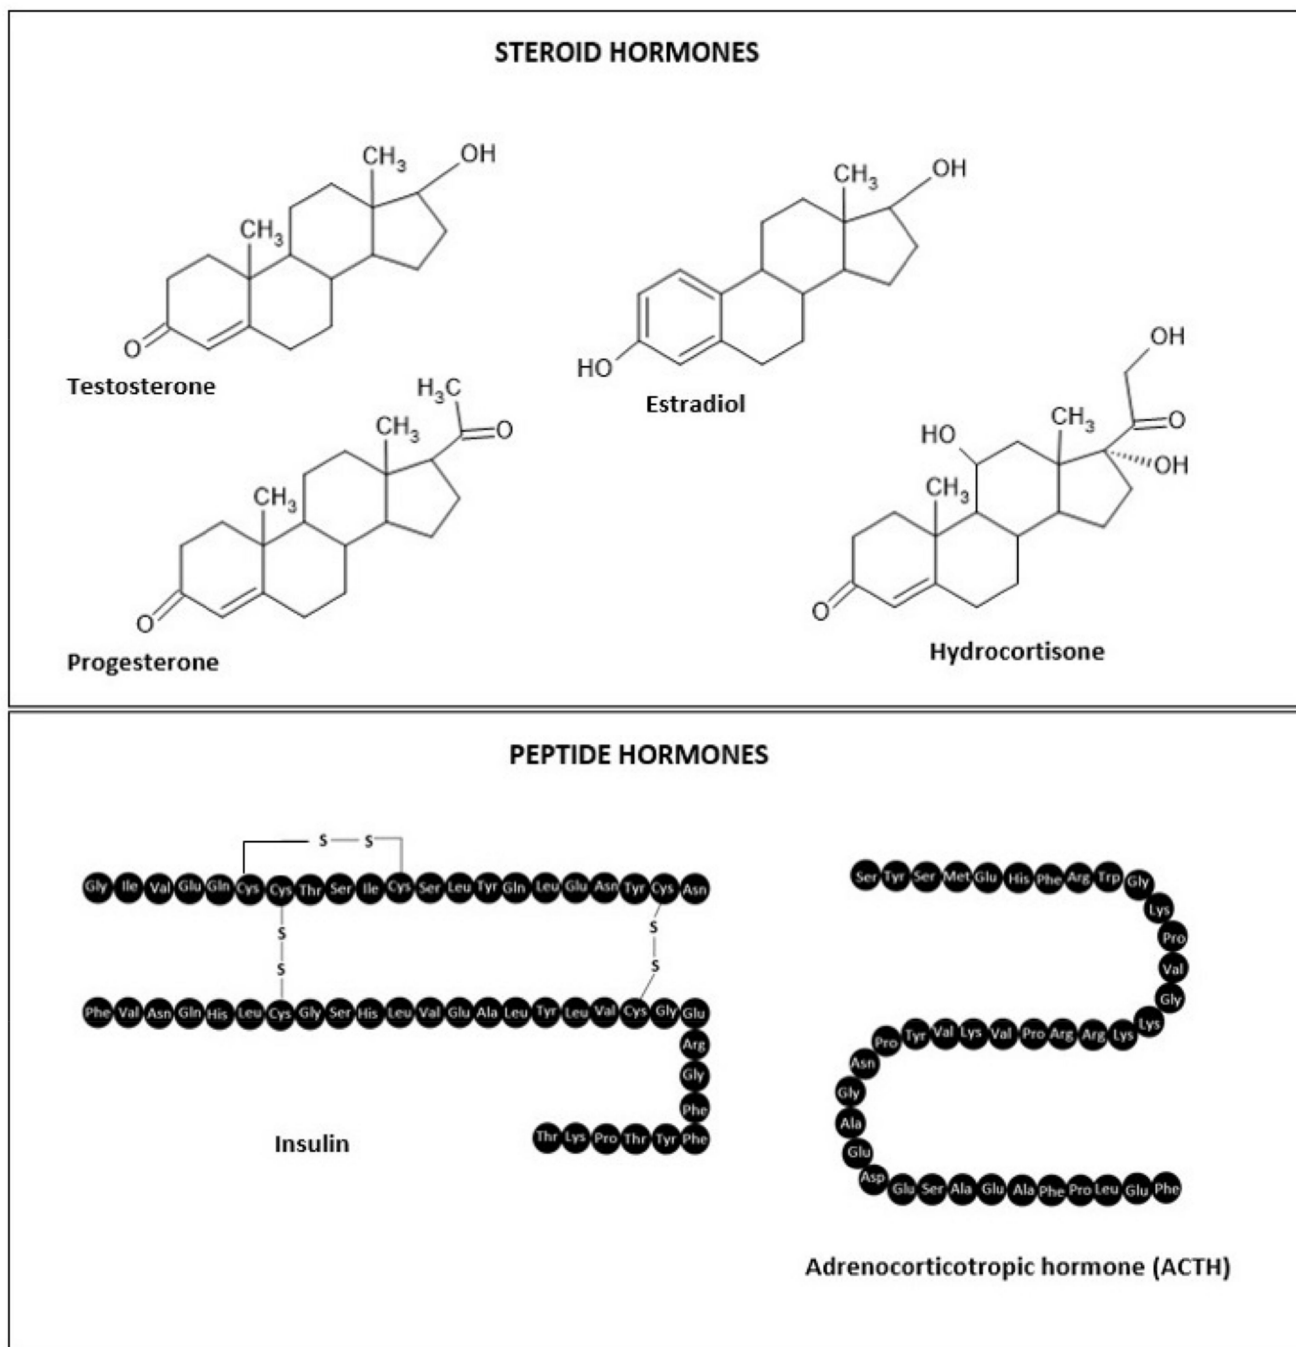 STEROID HORMONES
CH3
OH
CH3
O
Testosterone
CH3
OH
HO
Estradiol
H3C
CH3
O
CH3
O
Progesterone
OH
CH3
O
HO
OH
CH3
O
Hydrocortisone
PEPTIDE HORMONES
S S
Gly Ile Val Glu Gln Cys Cys Thr Ser Ile Cys Ser Leu Tyr Gln Leu Glu Asn Tyr Cys Asn
S S
S S
Phe Val Asn Gln His Leu Cys Gly Ser His Leu Val Glu Ala Leu Tyr Leu Val Cys Gly Glu
Arg
Gly
Phe
Thr Lys Pro Thr Tyr Phe
Insulin
Ser Tyr Ser Met Glu His Phe Arg Trp Gly
Lys
Pro
Val
Gly
Lys
Pro Tyr Val Lys Val Pro Arg Arg Lys
Asn
Gly
Ala
Glu
Asp
Glu Ser Ala Glu Ala Phe Pro Leu Glu Phe
Adrenocorticotropic hormone (ACTH)